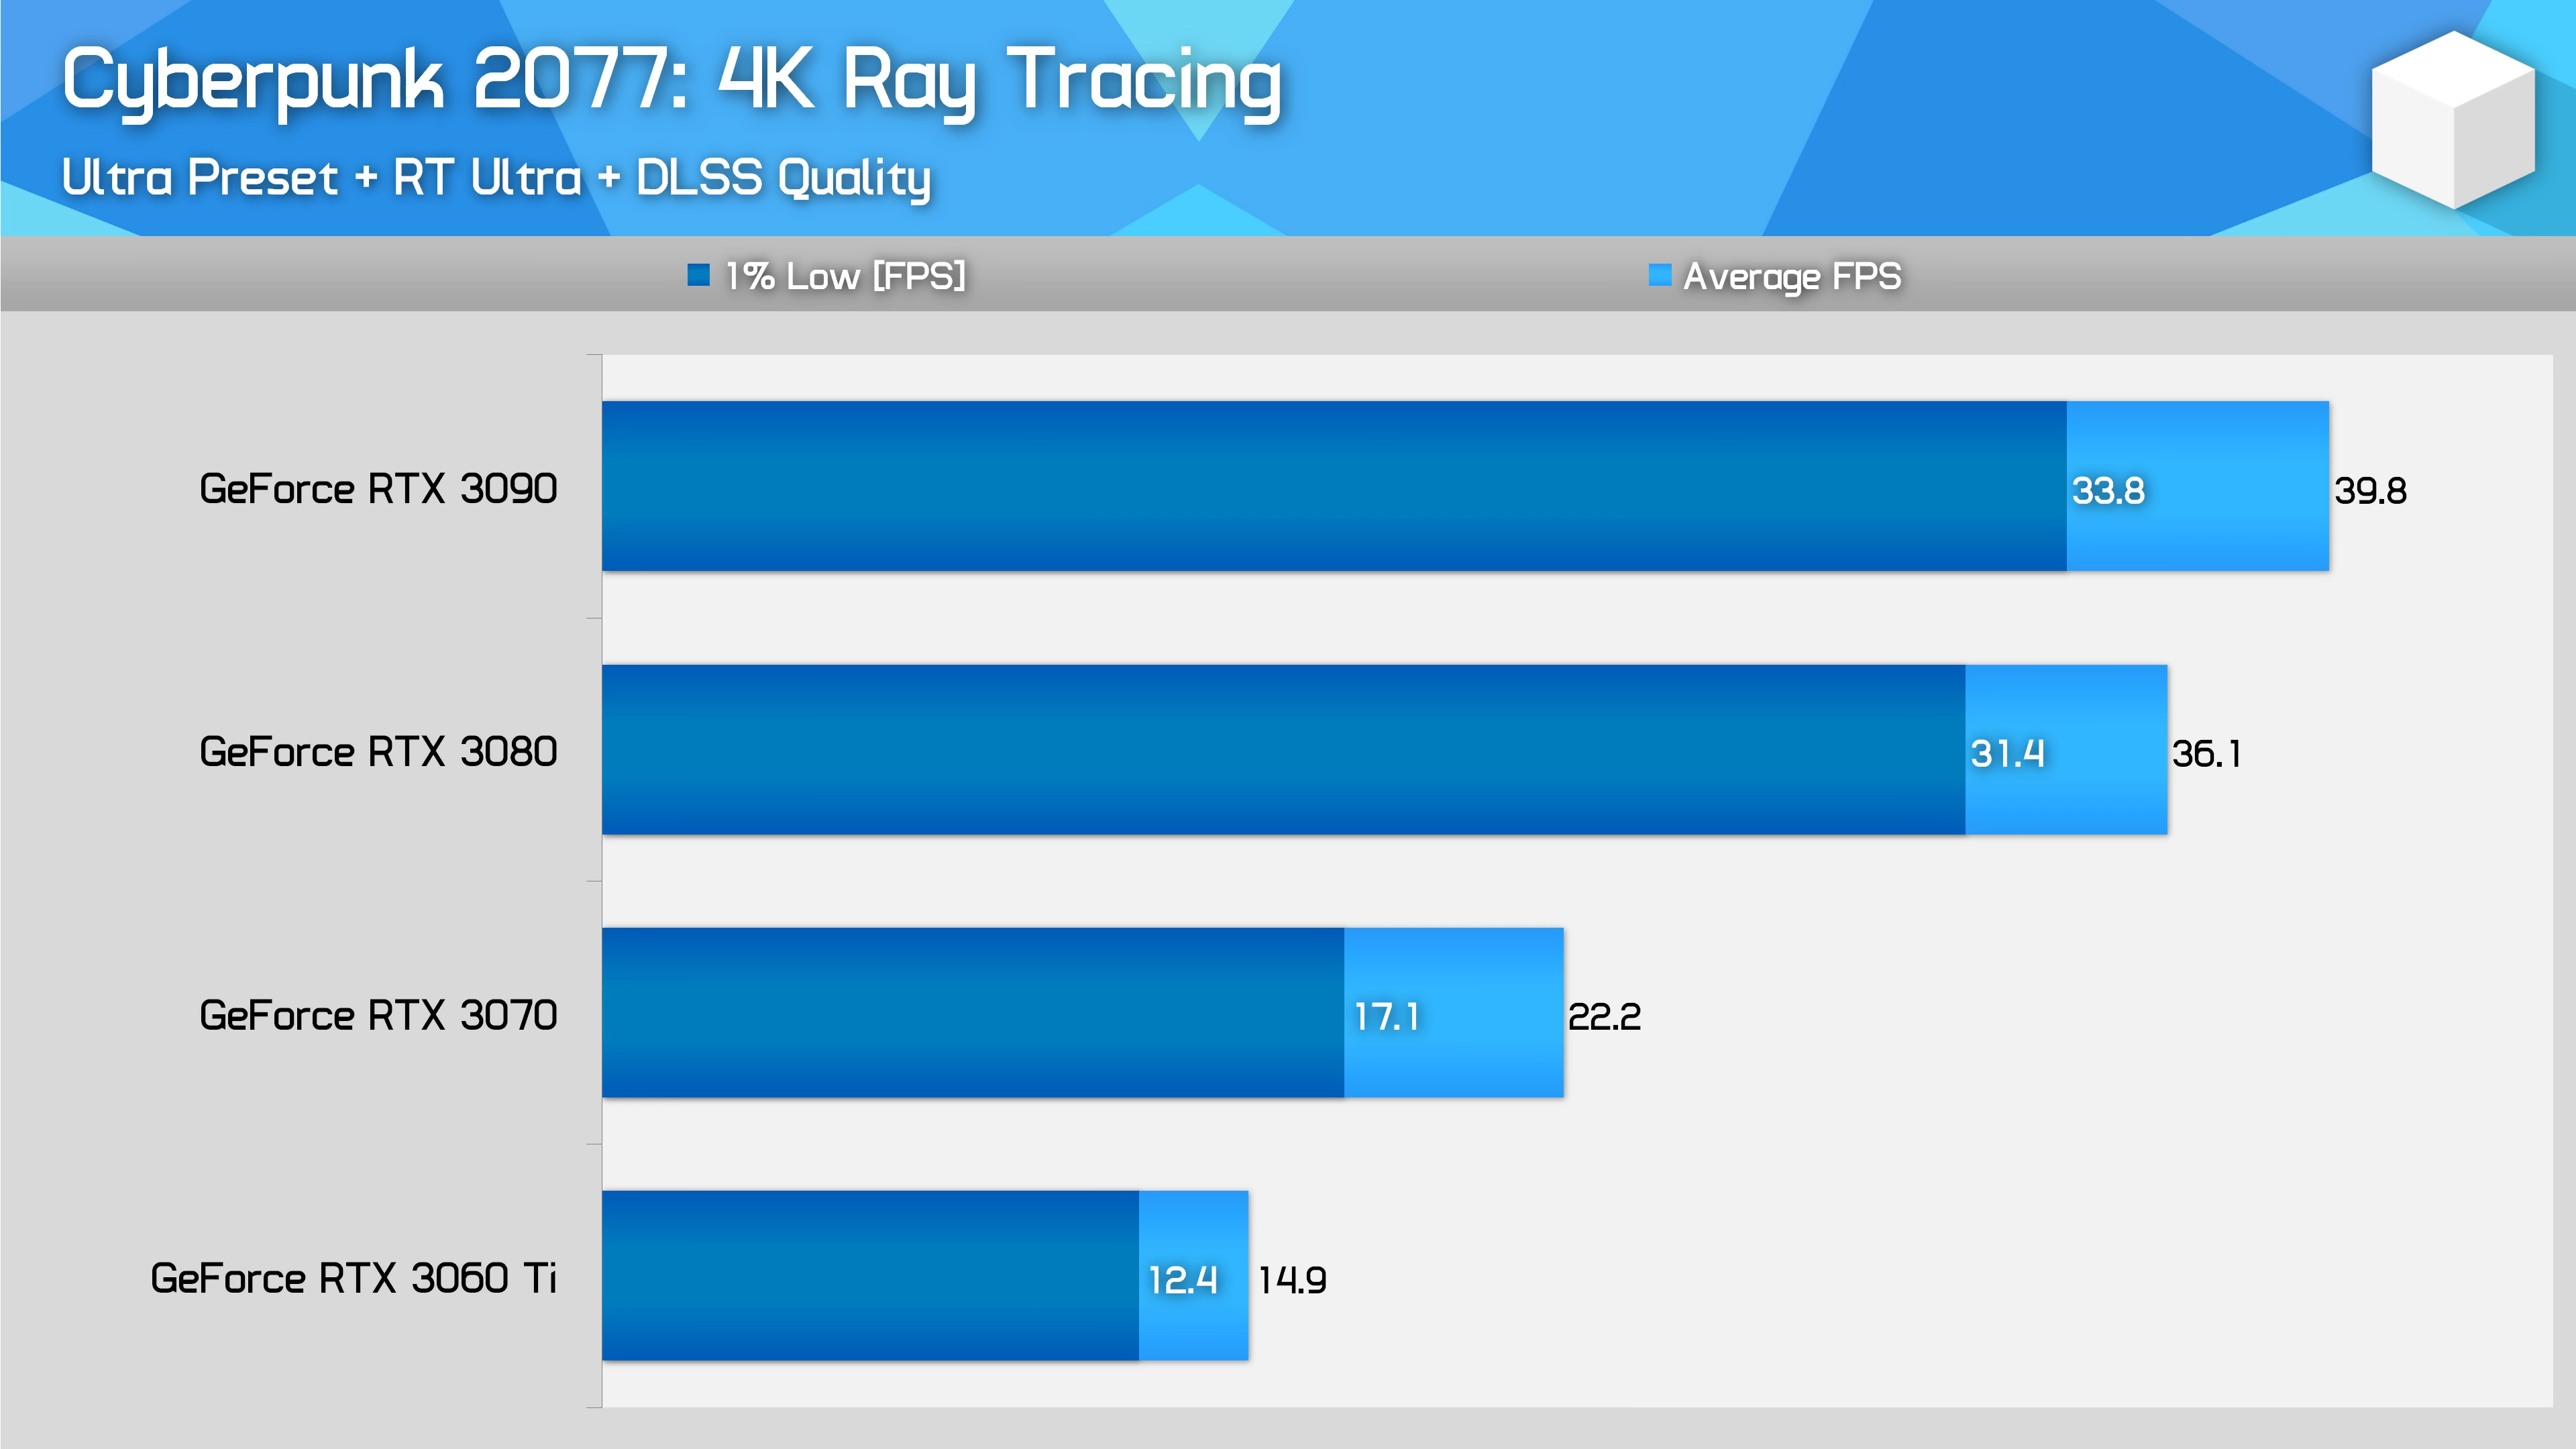 Cyberpunk 2077: 4K Ray Tracing
Ultra Preset + RT Ultra + DLSS Quality
1% Low [FPS] Average FPS
GeForce RTX 3090 33.8 39.8
GeForce RTX 3080 31.4 36.1
GeForce RTX 3070 17.1 22.2
GeForce RTX 3060 Ti 12.4 14.9